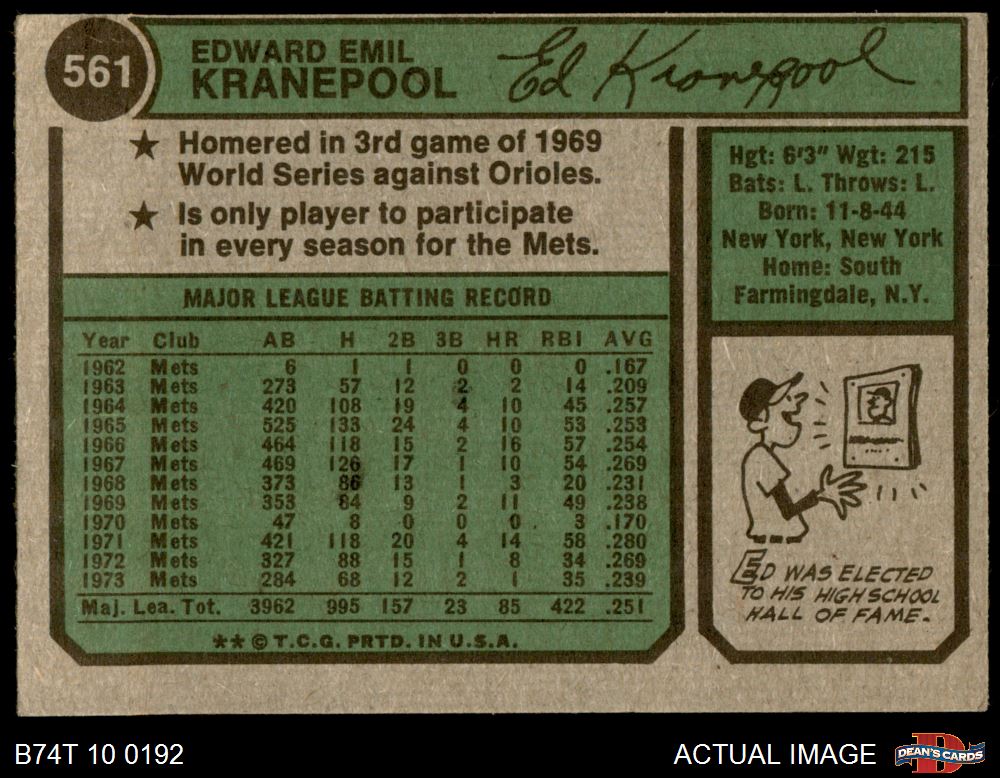 561
EDWARD EMIL
KRANEPOOL
Ed Kranepool
★ Homered in 3rd game of 1969
World Series against Orioles.
★ Is only player to participate
in every season for the Mets.
Hgt: 6'3" Wgt: 215
Bats: L. Throws: L.
Born: 11-8-44
New York, New York
Home: South
Farmingdale, N.Y.
MAJOR LEAGUE BATTING RECORD
Year Club AB H 2B 3B HR RBI AVG
1962 Mets 6 1 1 0 0 0 .167
1963 Mets 273 57 12 2 2 14 .209
1964 Mets 420 108 19 4 10 45 .257
1965 Mets 525 133 24 4 10 53 .253
1966 Mets 464 118 15 2 16 57 .254
1967 Mets 469 126 17 1 10 54 .269
1968 Mets 373 86 13 1 3 20 .231
1969 Mets 353 84 9 2 11 49 .238
1970 Mets 47 8 0 0 0 3 .170
1971 Mets 421 118 20 4 14 58 .280
1972 Mets 327 88 15 1 8 34 .269
1973 Mets 284 68 12 2 1 35 .239
Maj. Lea. Tot. 3962 995 157 23 85 422 .251
** © T.C.G. PRTD. IN U.S.A.
ED WAS ELECTED
TO HIS HIGH SCHOOL
HALL OF FAME.
B74T 10 0192
ACTUAL IMAGE
DEAN'S CARDS